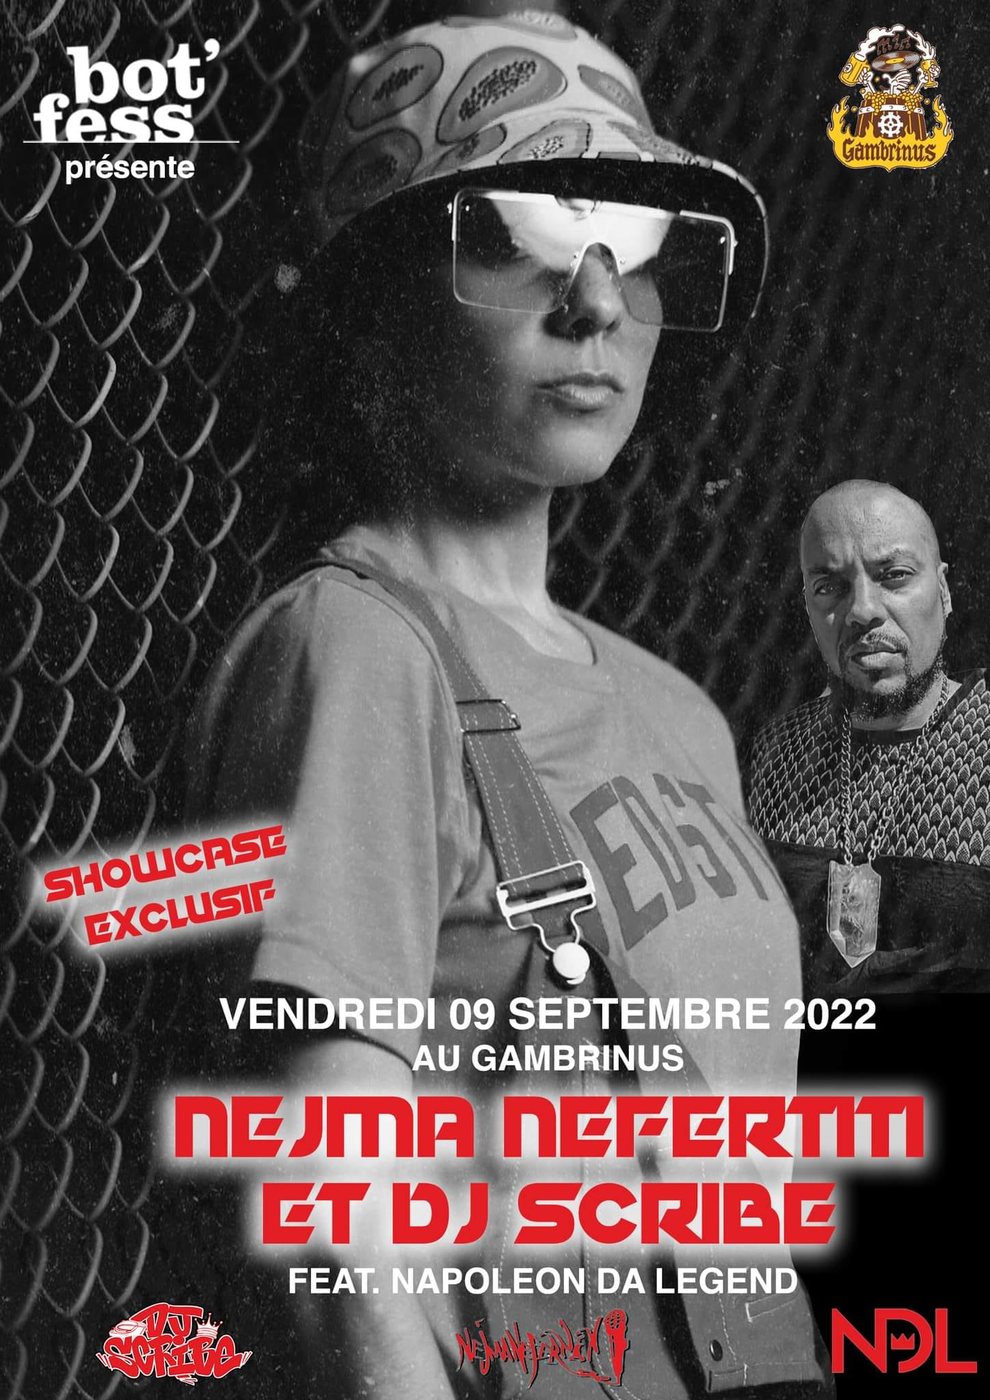 bot'
fess
présente
Gambrinus
EDST
SHOWCASE
EXCLUSIF
VENDREDI 09 SEPTEMBRE 2022
AU GAMBRINUS
NEJMA NEFERTITI
ET DJ SCRIBE
FEAT. NAPOLEON DA LEGEND
DJ
SCRIBE
NDL